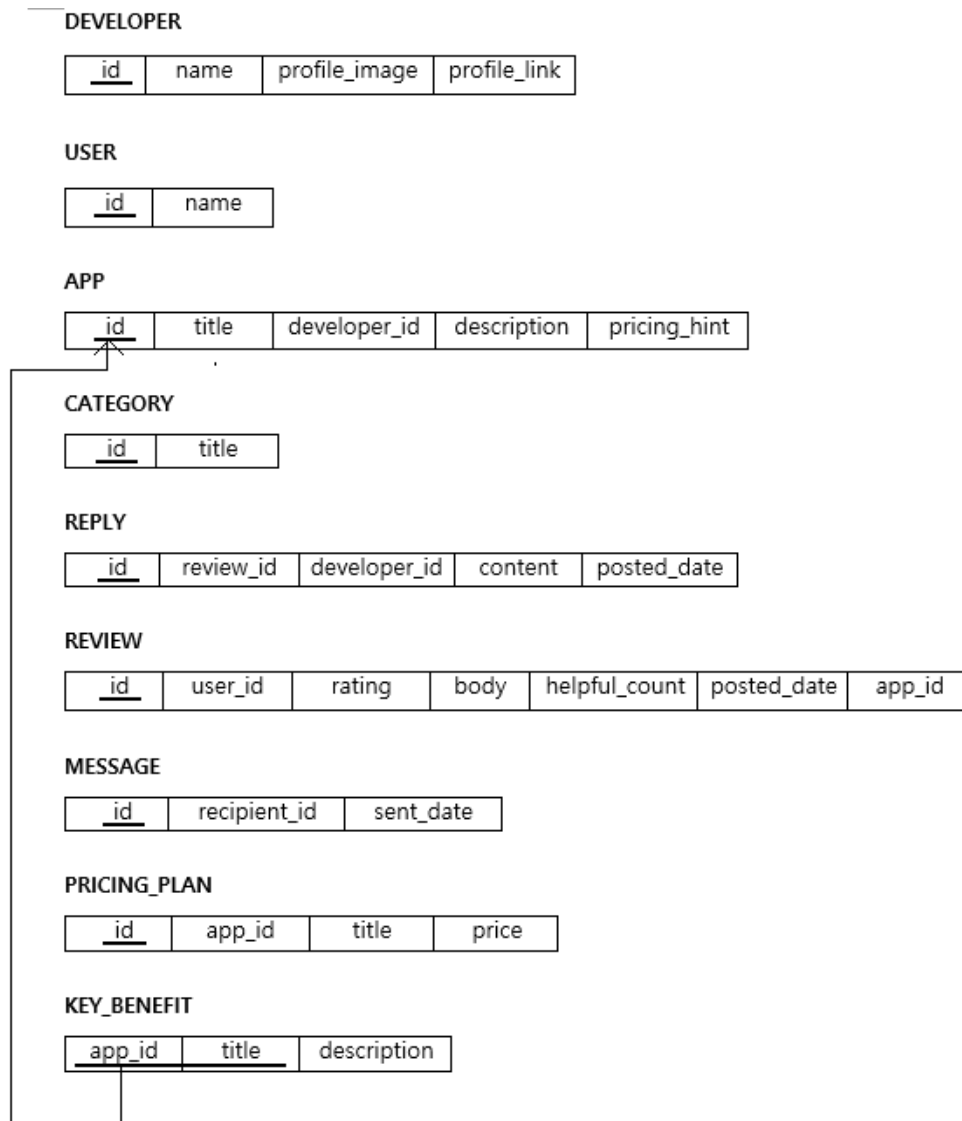 DEVELOPER
id name profile_image profile_link
USER
id name
APP
id title developer_id description pricing_hint
CATEGORY
id title
REPLY
id review_id developer_id content posted_date
REVIEW
id user_id rating body helpful_count posted_date app_id
MESSAGE
id recipient_id sent_date
PRICING_PLAN
id app_id title price
KEY_BENEFIT
app_id title description